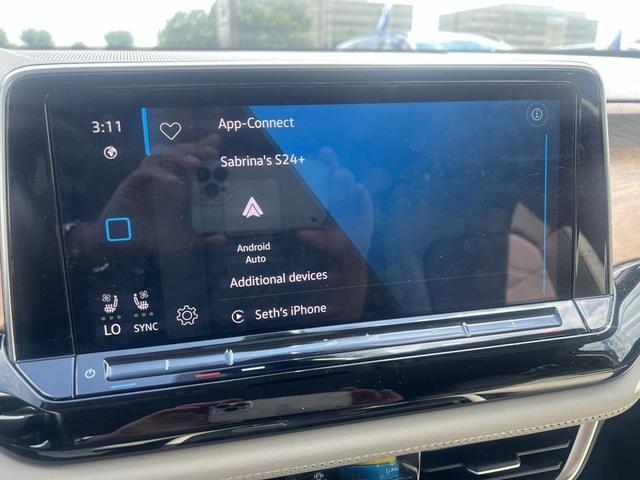 3:11
App-Connect
Sabrina's S24+
Android
Auto
Additional devices
LO
SYNC
Seth's iPhone